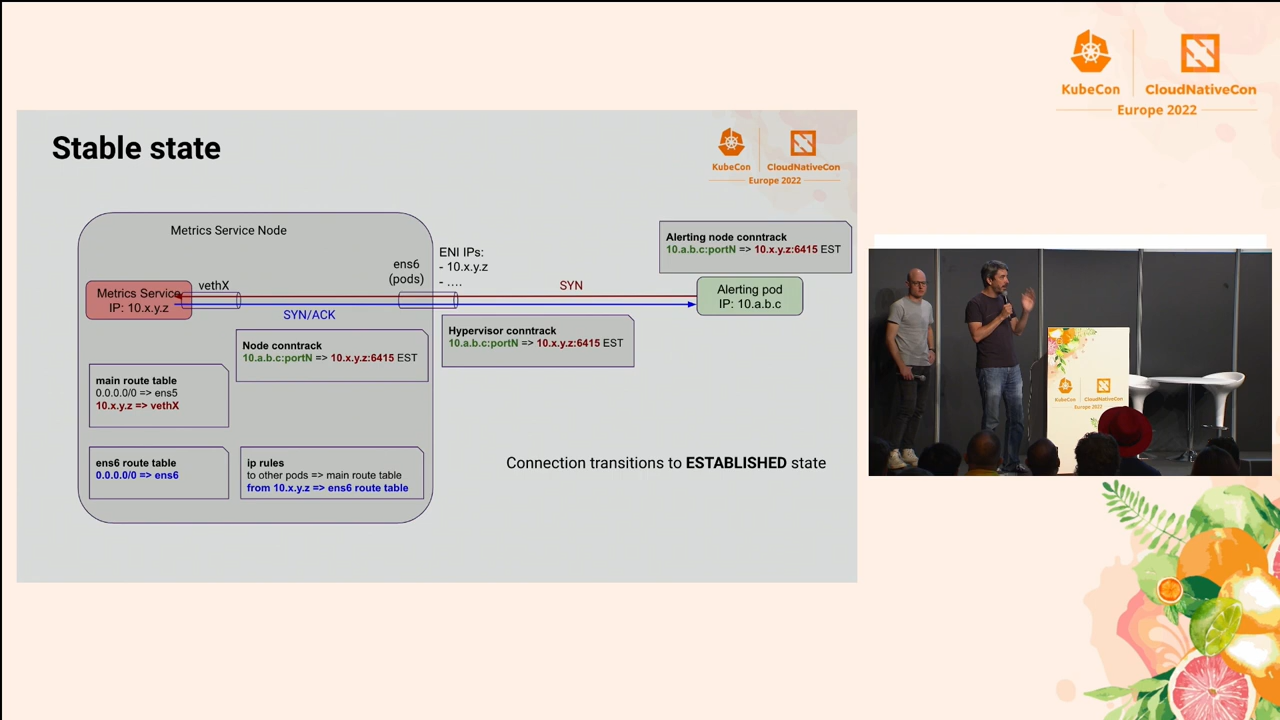 KubeCon
CloudNativeCon
Europe 2022
Stable state
KubeCon
CloudNativeCon
Europe 2022
Metrics Service Node
Metrics Service
IP: 10.x.y.z
vethX
ens6
(pods)
ENI IPs:
- 10.x.y.z
- ....
SYN
SYN/ACK
Alerting node conntrack
10.a.b.c:portN => 10.x.y.z:6415 EST
Alerting pod
IP: 10.a.b.c
Node conntrack
10.a.b.c:portN => 10.x.y.z:6415 EST
Hypervisor conntrack
10.a.b.c:portN => 10.x.y.z:6415 EST
main route table
0.0.0.0/0 => ens5
10.x.y.z => vethX
ens6 route table
0.0.0.0/0 => ens6
ip rules
to other pods => main route table
from 10.x.y.z => ens6 route table
Connection transitions to ESTABLISHED state
KubeCon
CloudNativeCon
Europe 2022